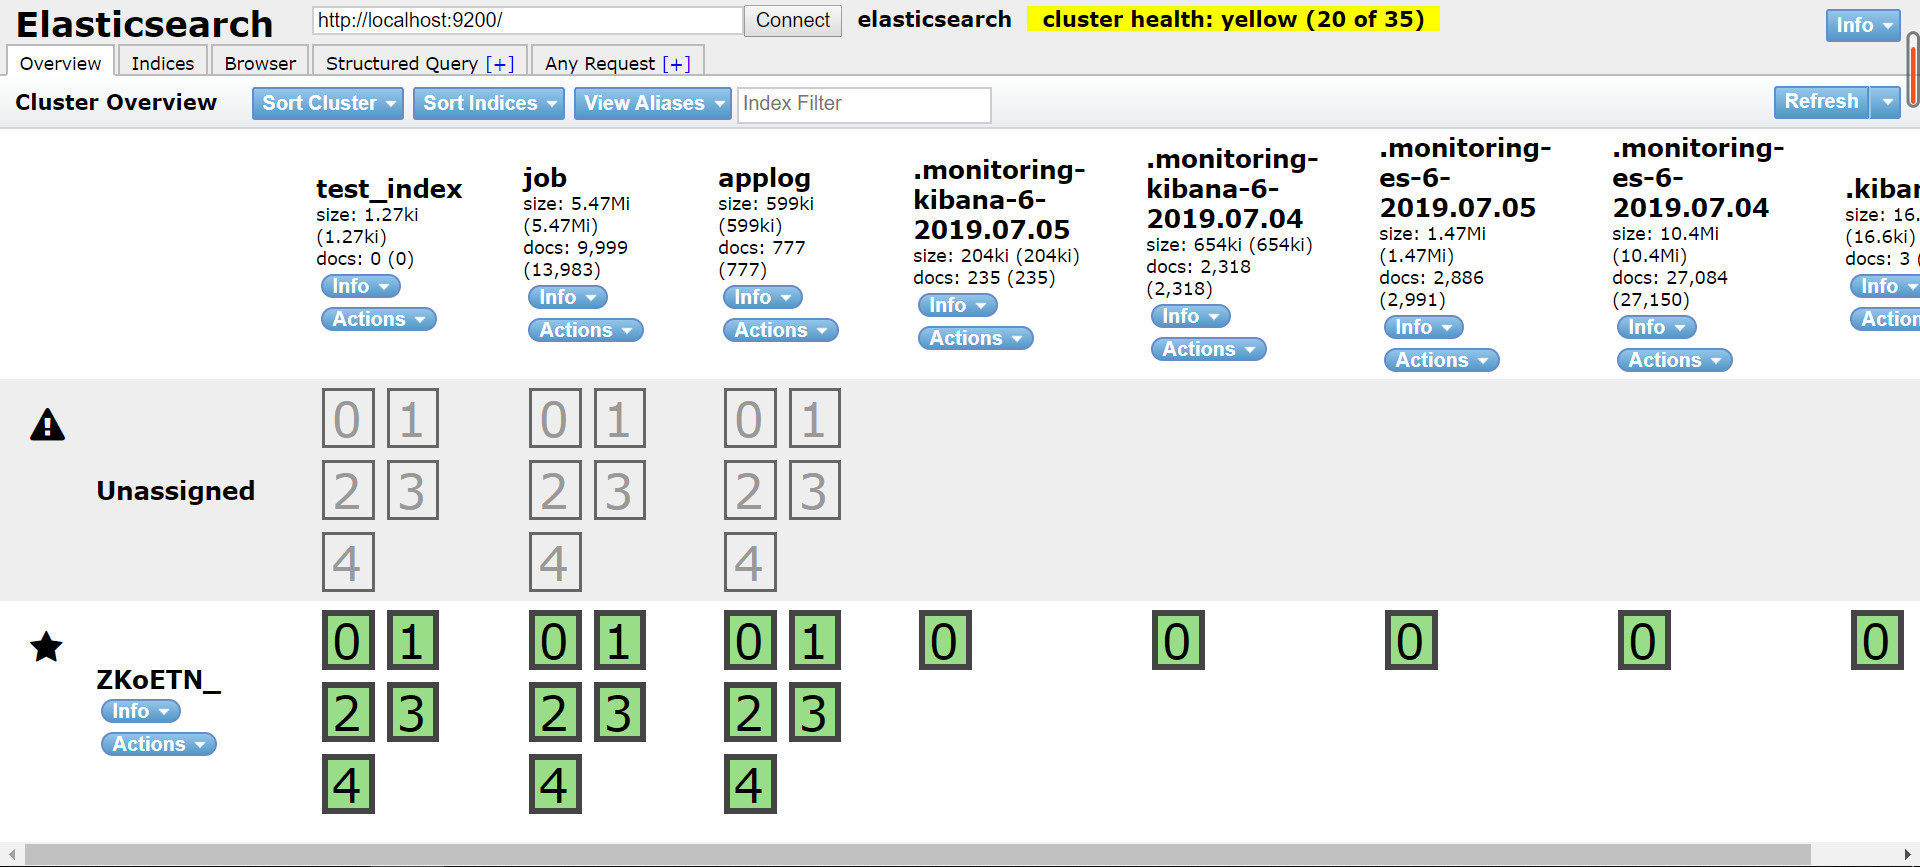 Elasticsearch
http://localhost:9200/
Connect
elasticsearch
cluster health: yellow (20 of 35)
Info
Overview
Indices
Browser
Structured Query [+]
Any Request [+]
Cluster Overview
Sort Cluster
Sort Indices
View Aliases
Index Filter
Refresh
test_index
size: 1.27ki
(1.27ki)
docs: 0 (0)
Info
Actions
job
size: 5.47Mi
(5.47Mi)
docs: 9,999
(13,983)
Info
Actions
applog
size: 599ki
(599ki)
docs: 777
(777)
Info
Actions
.monitoring-
kibana-6-
2019.07.05
size: 204ki (204ki)
docs: 235 (235)
Info
Actions
.monitoring-
kibana-6-
2019.07.04
size: 654ki (654ki)
docs: 2,318
(2,318)
Info
Actions
.monitoring-
es-6-
2019.07.05
size: 1.47Mi
(1.47Mi)
docs: 2,886
(2,991)
Info
Actions
.monitoring-
es-6-
2019.07.04
size: 10.4Mi
(10.4Mi)
docs: 27,084
(27,150)
Info
Actions
size: 16.
(16.6ki)
docs: 3 (
Info
Unassigned
0 1 0 1 0 1
2 3 2 3 2 3
4 4 4
ZKoETN_
Info
Actions
0 1 0 1 0 1 0 0 0 0 0
2 3 2 3 2 3
4 4 4